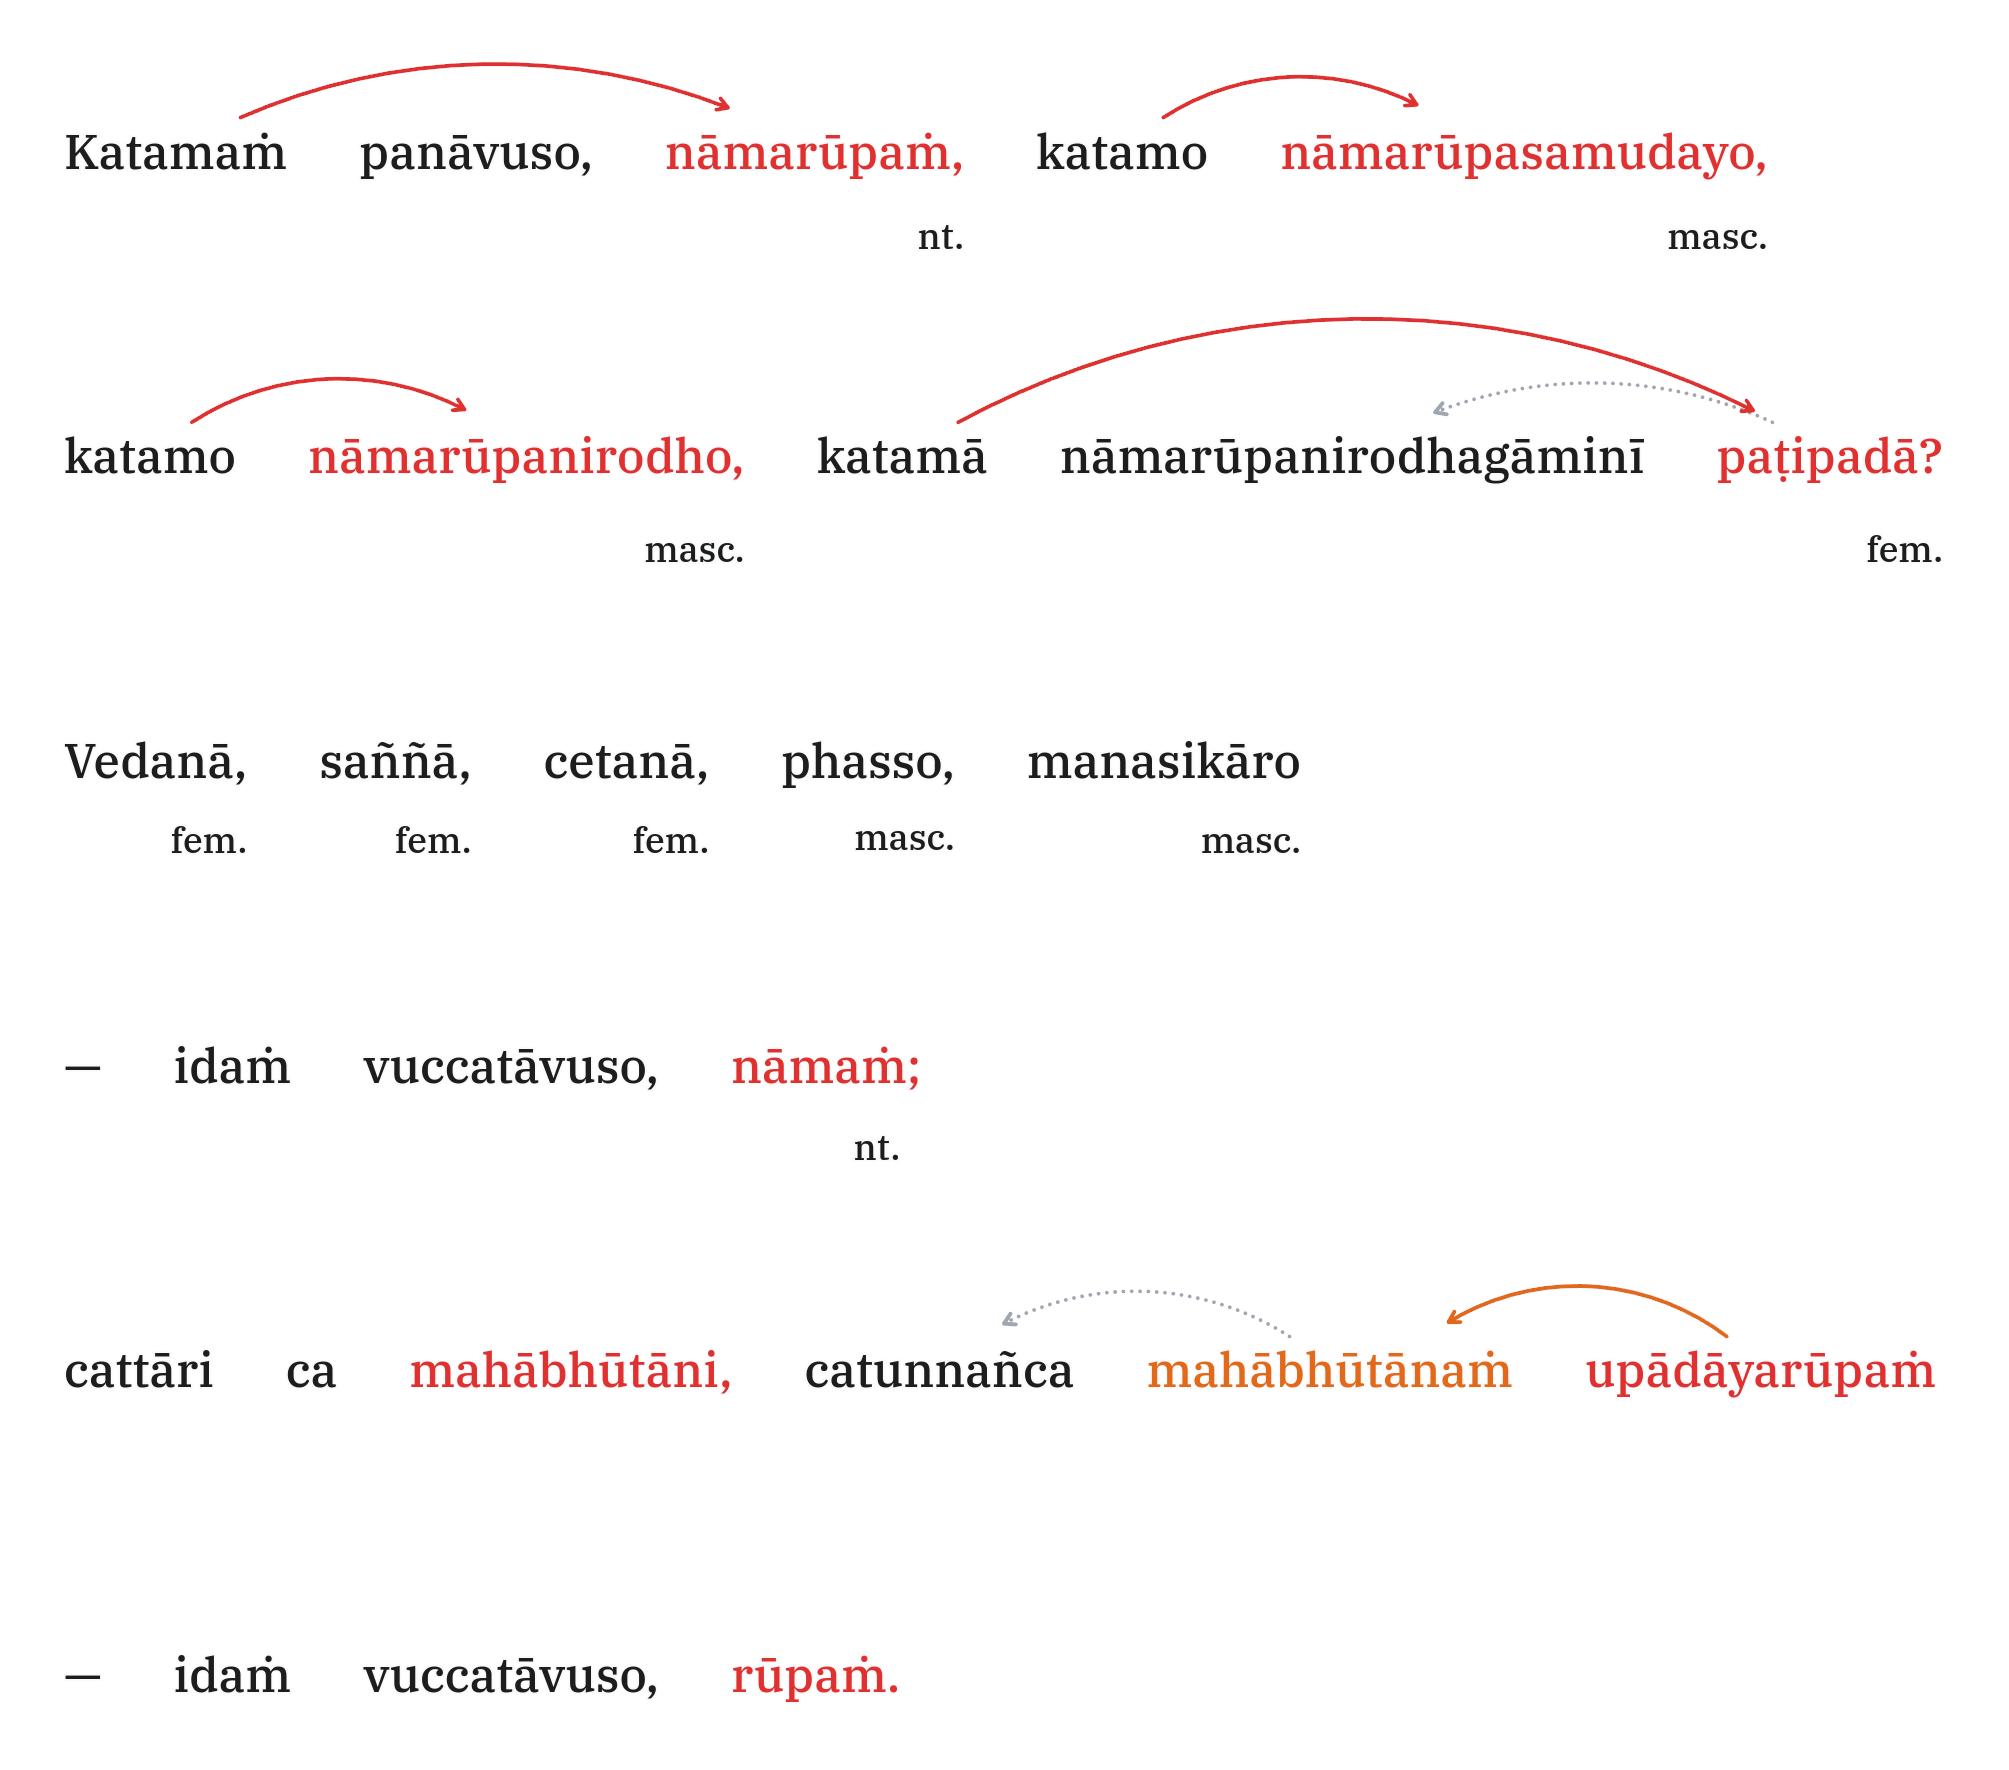 Katamaṁ panāvuso, nāmarūpaṁ, katamo nāmarūpasamudayo,
nt. masc.
katamo nāmarūpanirodho, katamā nāmarūpanirodhagāminī paṭipadā?
masc. fem.
Vedanā, saññā, cetanā, phasso, manasikāro
fem. fem. fem. masc. masc.
— idaṁ vuccatāvuso, nāmaṁ;
nt.
cattāri ca mahābhūtāni, catunnañca mahābhūtānaṁ upādāyarūpaṁ
— idaṁ vuccatāvuso, rūpaṁ.